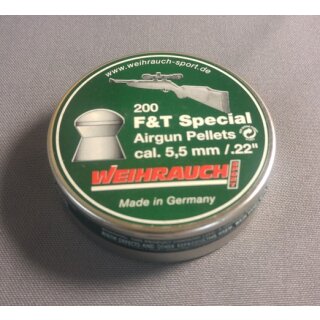 www.weihrauch-sport.de
200
F&T Special
Airgun Pellets
cal. 5,5 mm /.22"
WEIHRAUCH
Made in Germany